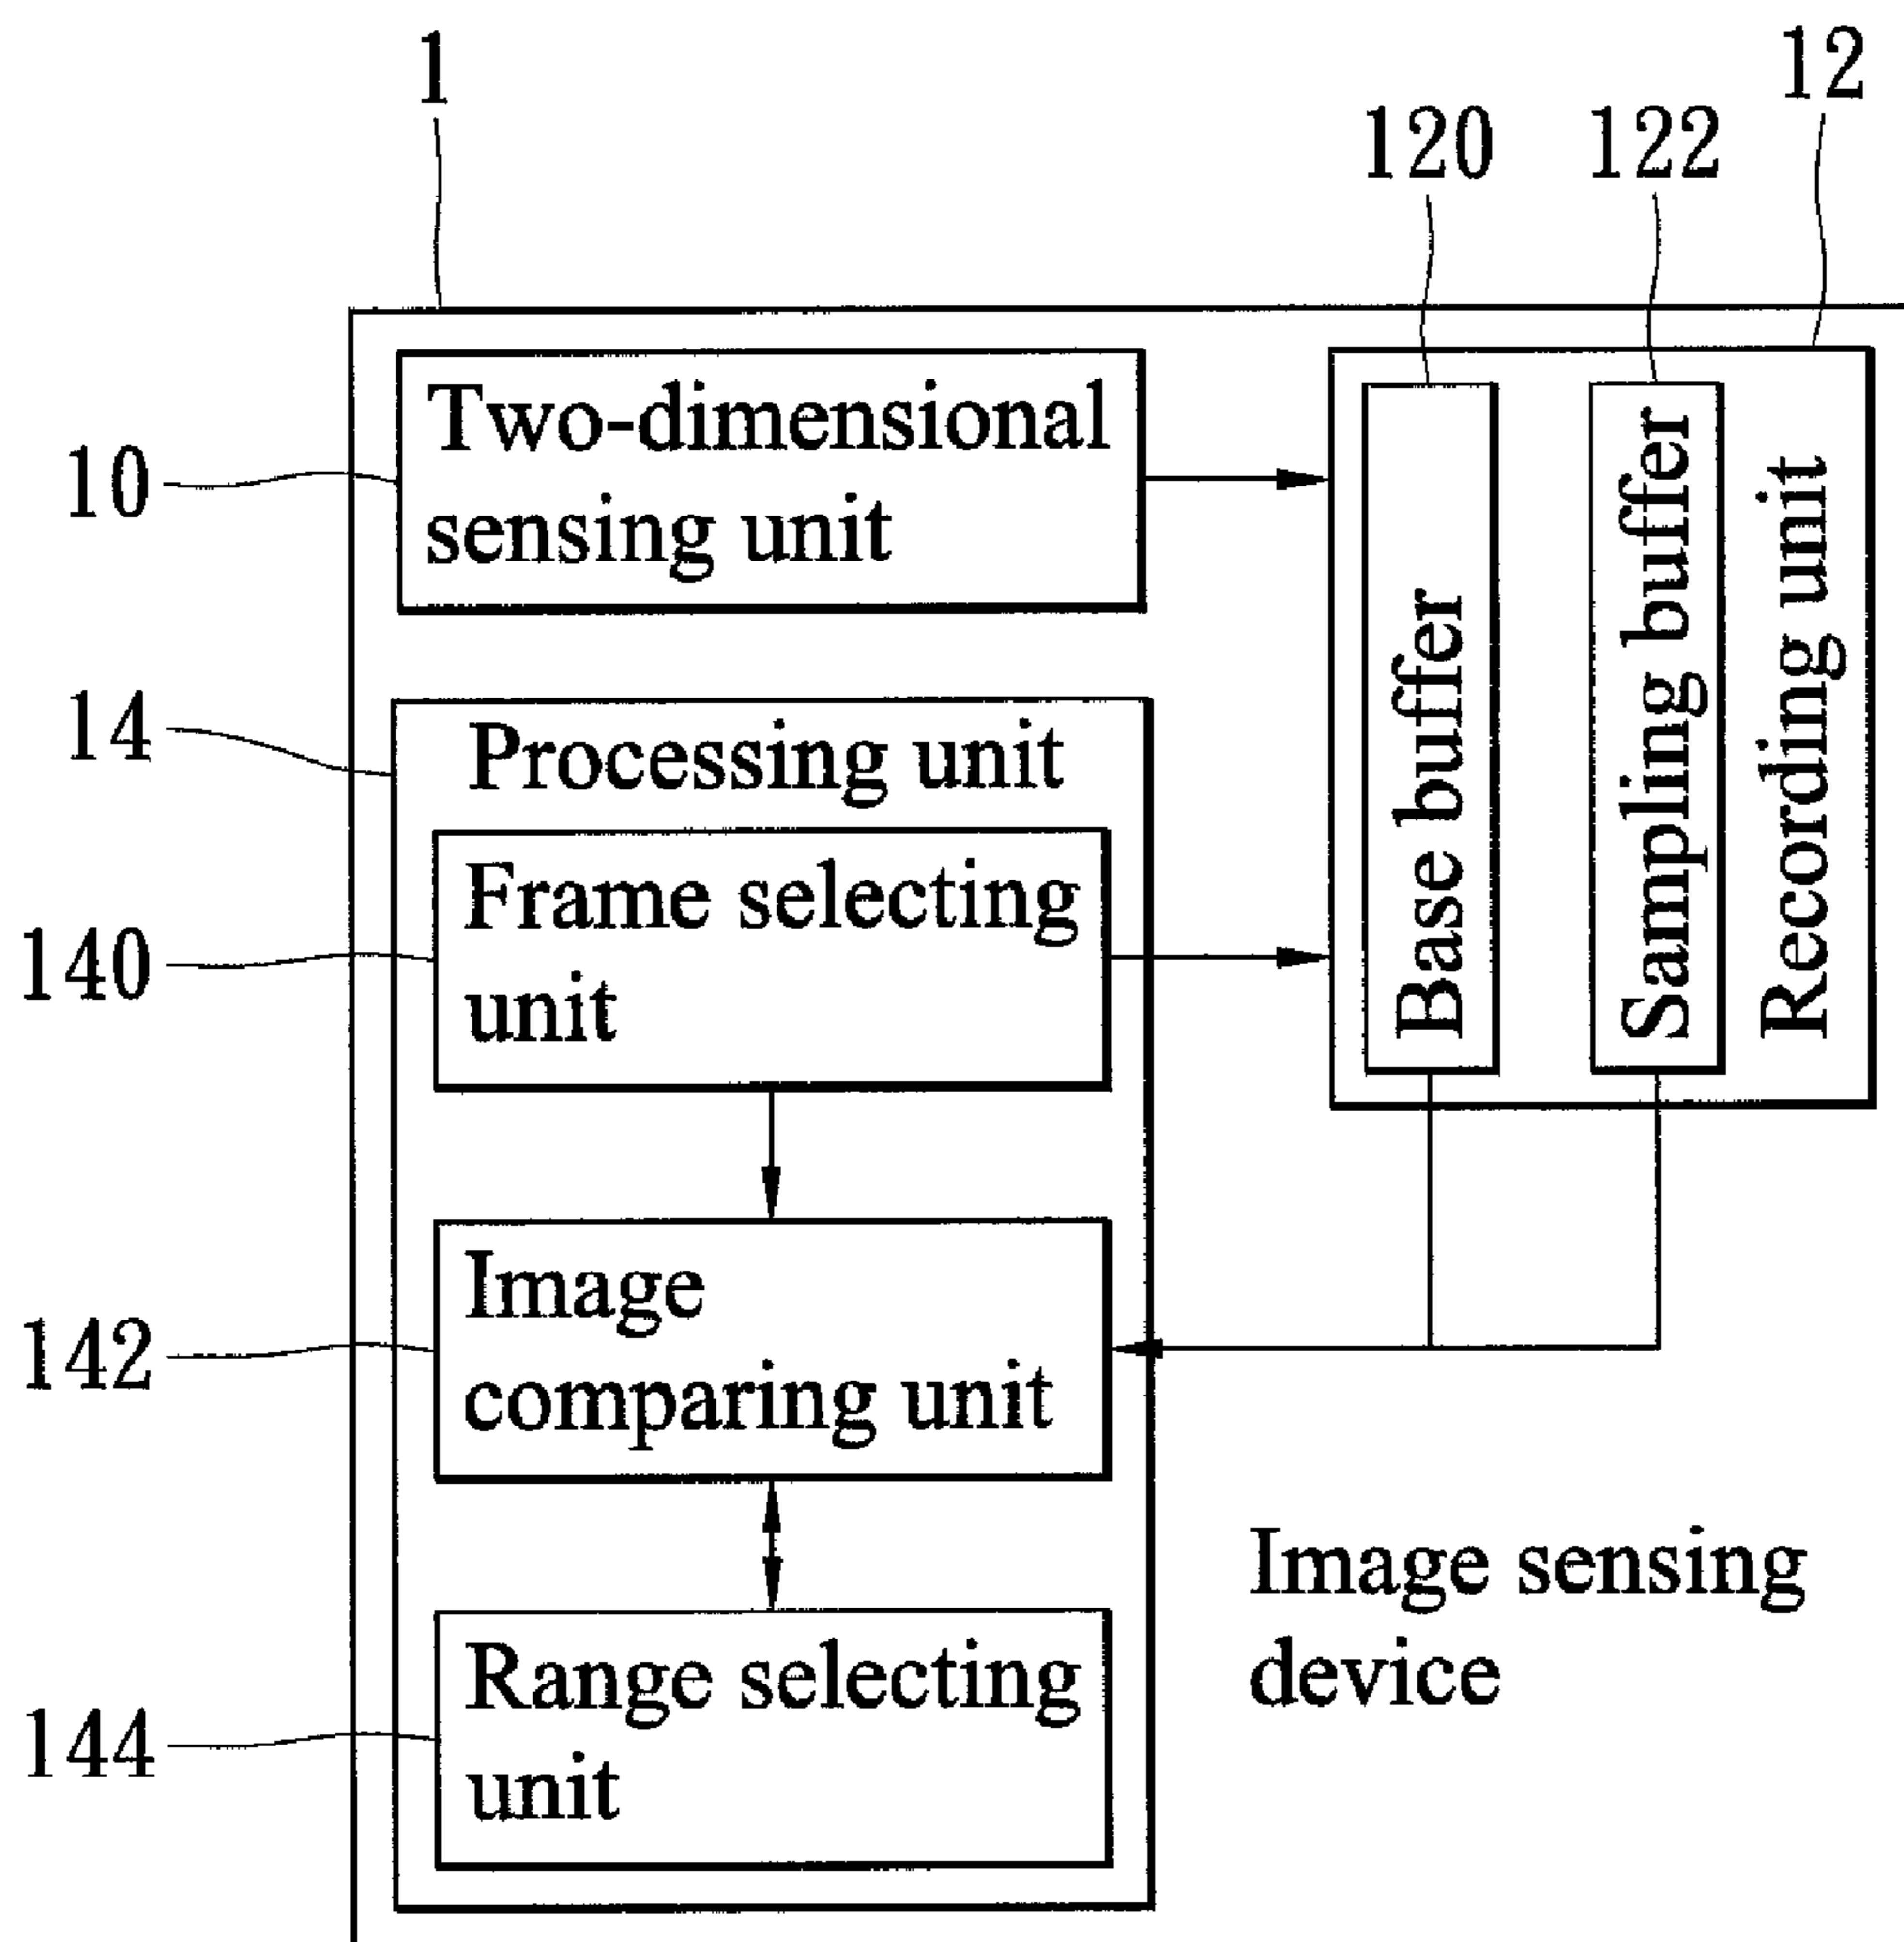 1
12
120
122
Two-dimensional
sensing unit
10
Base buffer
Sampling buffer
Recording unit
14
Processing unit
Frame selecting
unit
140
Image
comparing unit
142
Image sensing
device
Range selecting
unit
144